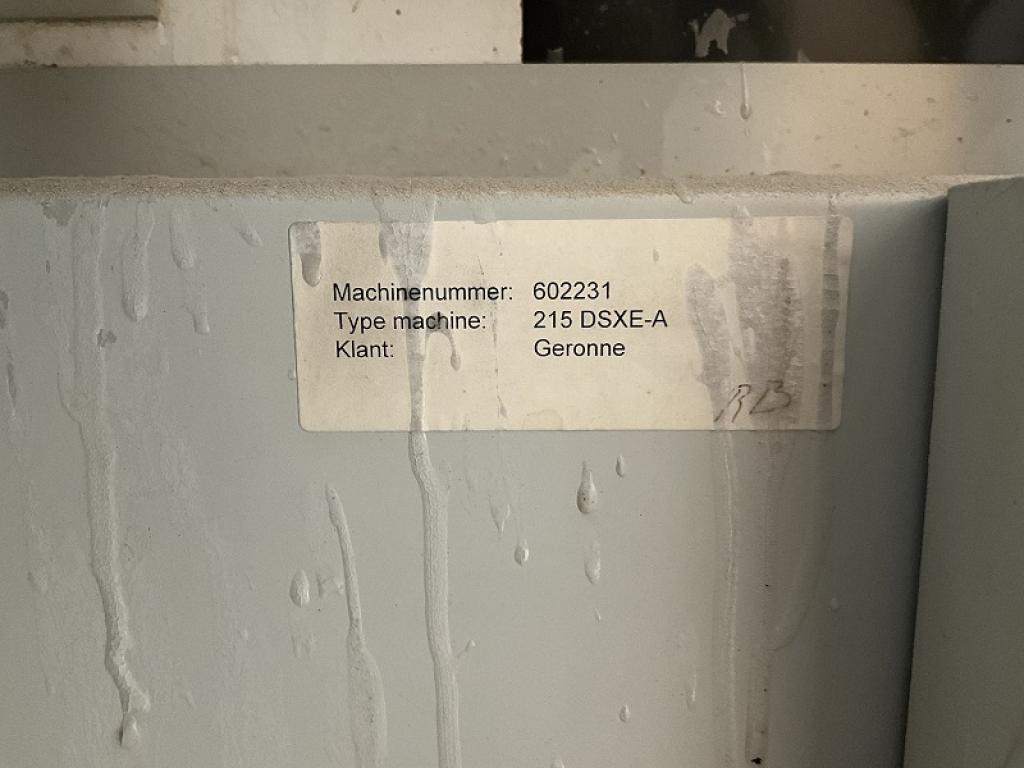 Machinenummer: 602231
Type machine: 215 DSXE-A
Klant: Geronne
RB